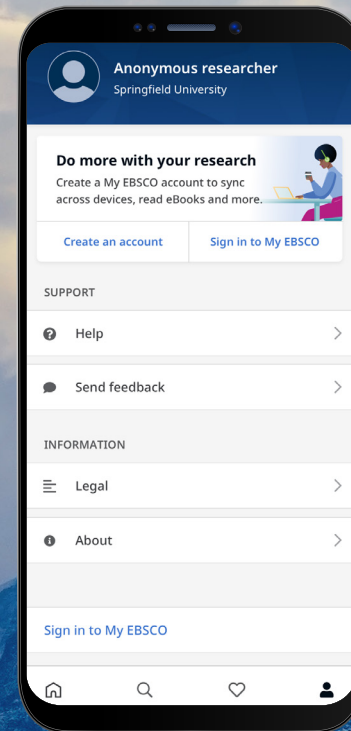 Anonymous researcher
Springfield University
Do more with your research
Create a My EBSCO account to sync
across devices, read eBooks and more.
Create an account
Sign in to My EBSCO
SUPPORT
Help
Send feedback
INFORMATION
Legal
About
Sign in to My EBSCO